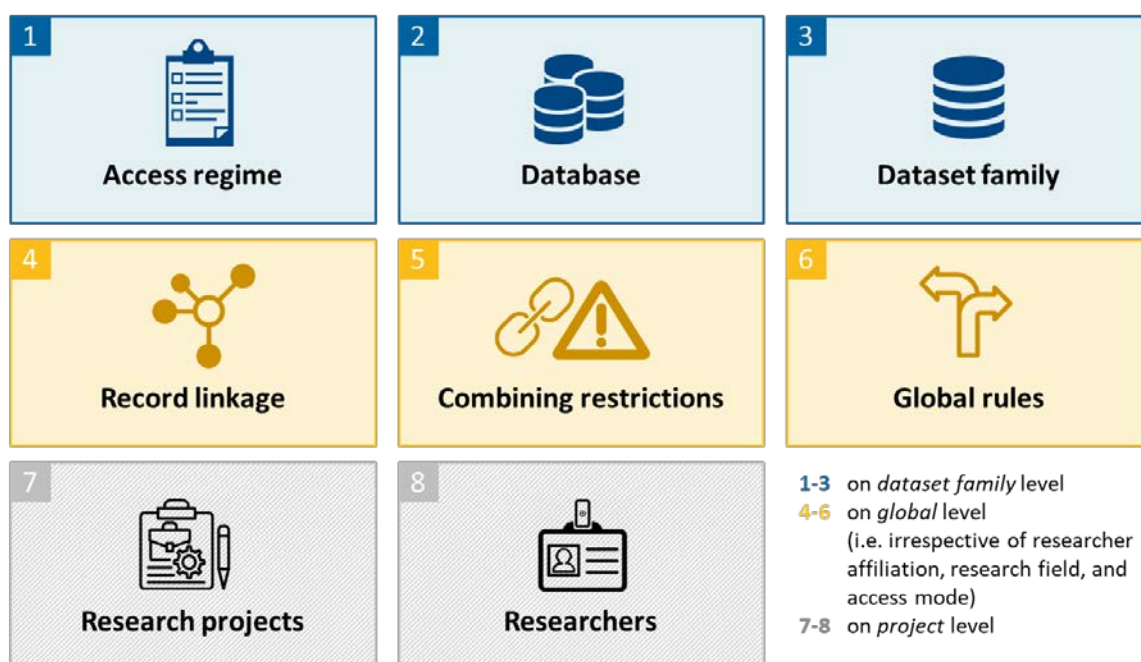 1
Access regime
2
Database
3
Dataset family
4
Record linkage
5
Combining restrictions
6
Global rules
7
Research projects
8
Researchers
1-3 on dataset family level
4-6 on global level
(i.e. irrespective of researcher
affiliation, research field, and
access mode)
7-8 on project level